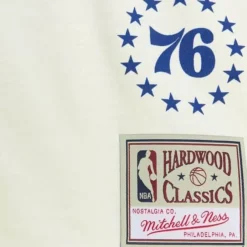 76
HARDWOOD
NBA
CLASSICS
NOSTALGIA CO.
Mitchell & Ness
PHILADELPHIA, PA.